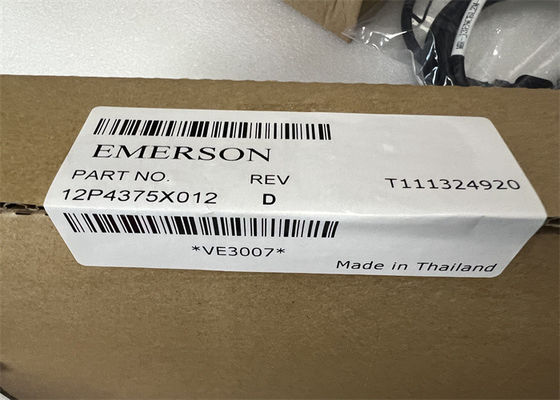 EMERSON
PART NO. REV T111324920
12P4375X012 D
*VE3007*
Made in Thailand